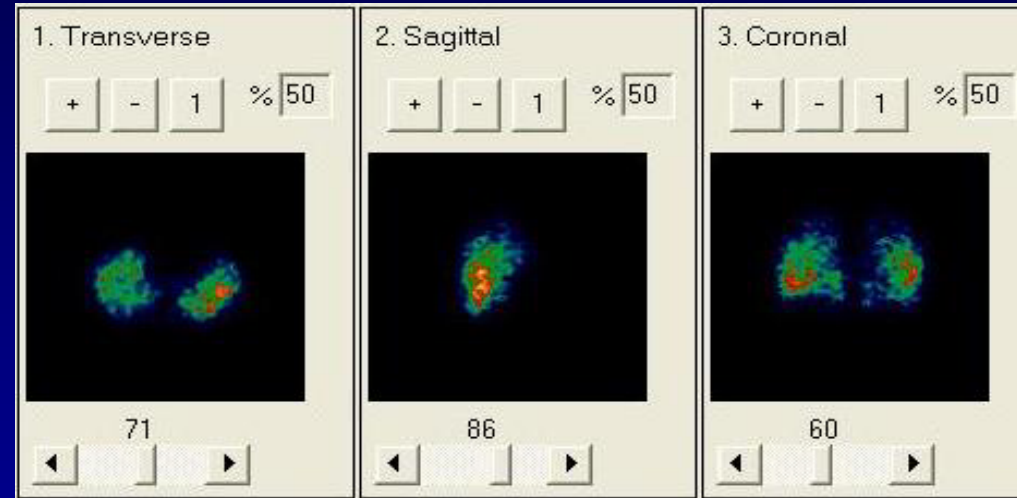 1. Transverse
+ - 1 % 50
71
2. Sagittal
+ - 1 % 50
86
3. Coronal
+ - 1 % 50
60